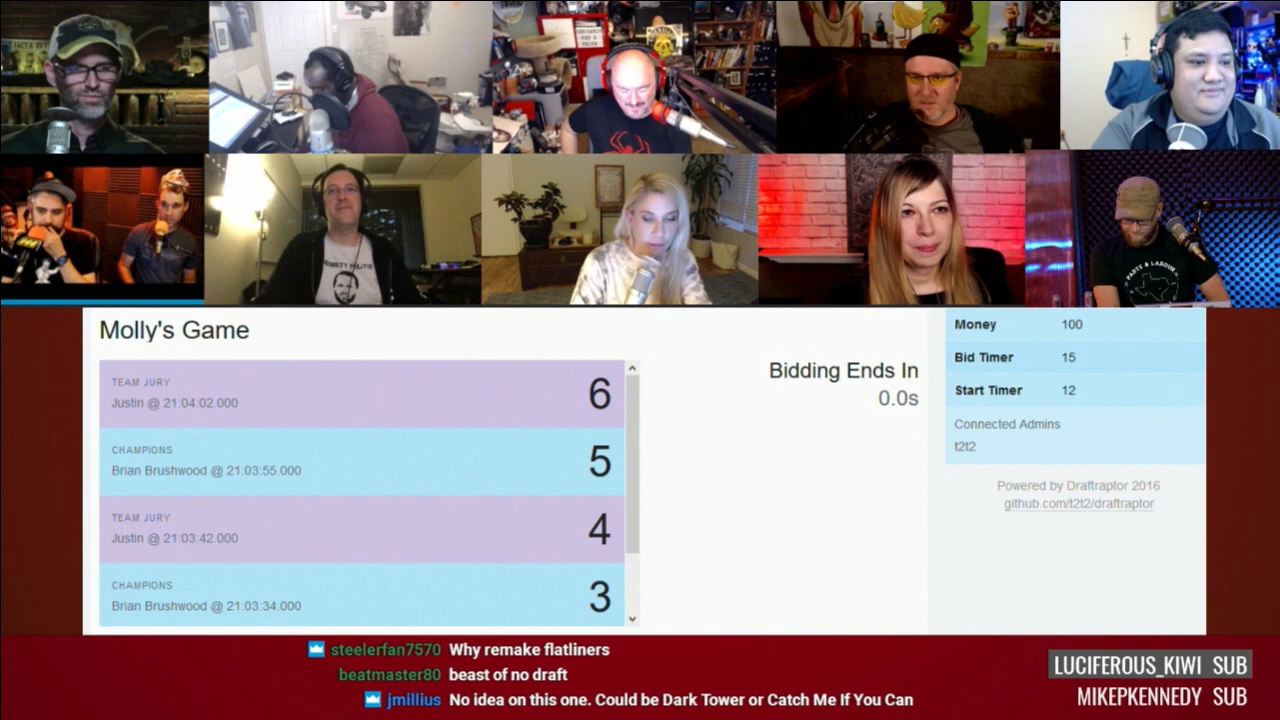 Molly's Game
TEAM JURY
Justin @ 21:04:02.000
6
CHAMPIONS
Brian Brushwood @ 21:03:55.000
5
TEAM JURY
Justin @ 21:03:42.000
4
CHAMPIONS
Brian Brushwood @ 21:03:34.000
3
Bidding Ends In
0.0s
Money 100
Bid Timer 15
Start Timer 12
Connected Admins
t2t2
Powered by Draftraptor 2016
github.com/t2t2/draftraptor
steelerfan7570 Why remake flatliners
beatmaster80 beast of no draft
jmillius No idea on this one. Could be Dark Tower or Catch Me If You Can
LUCIFEROUS_KIWI SUB
MIKEPKENNEDY SUB
PARTS & LABOUR